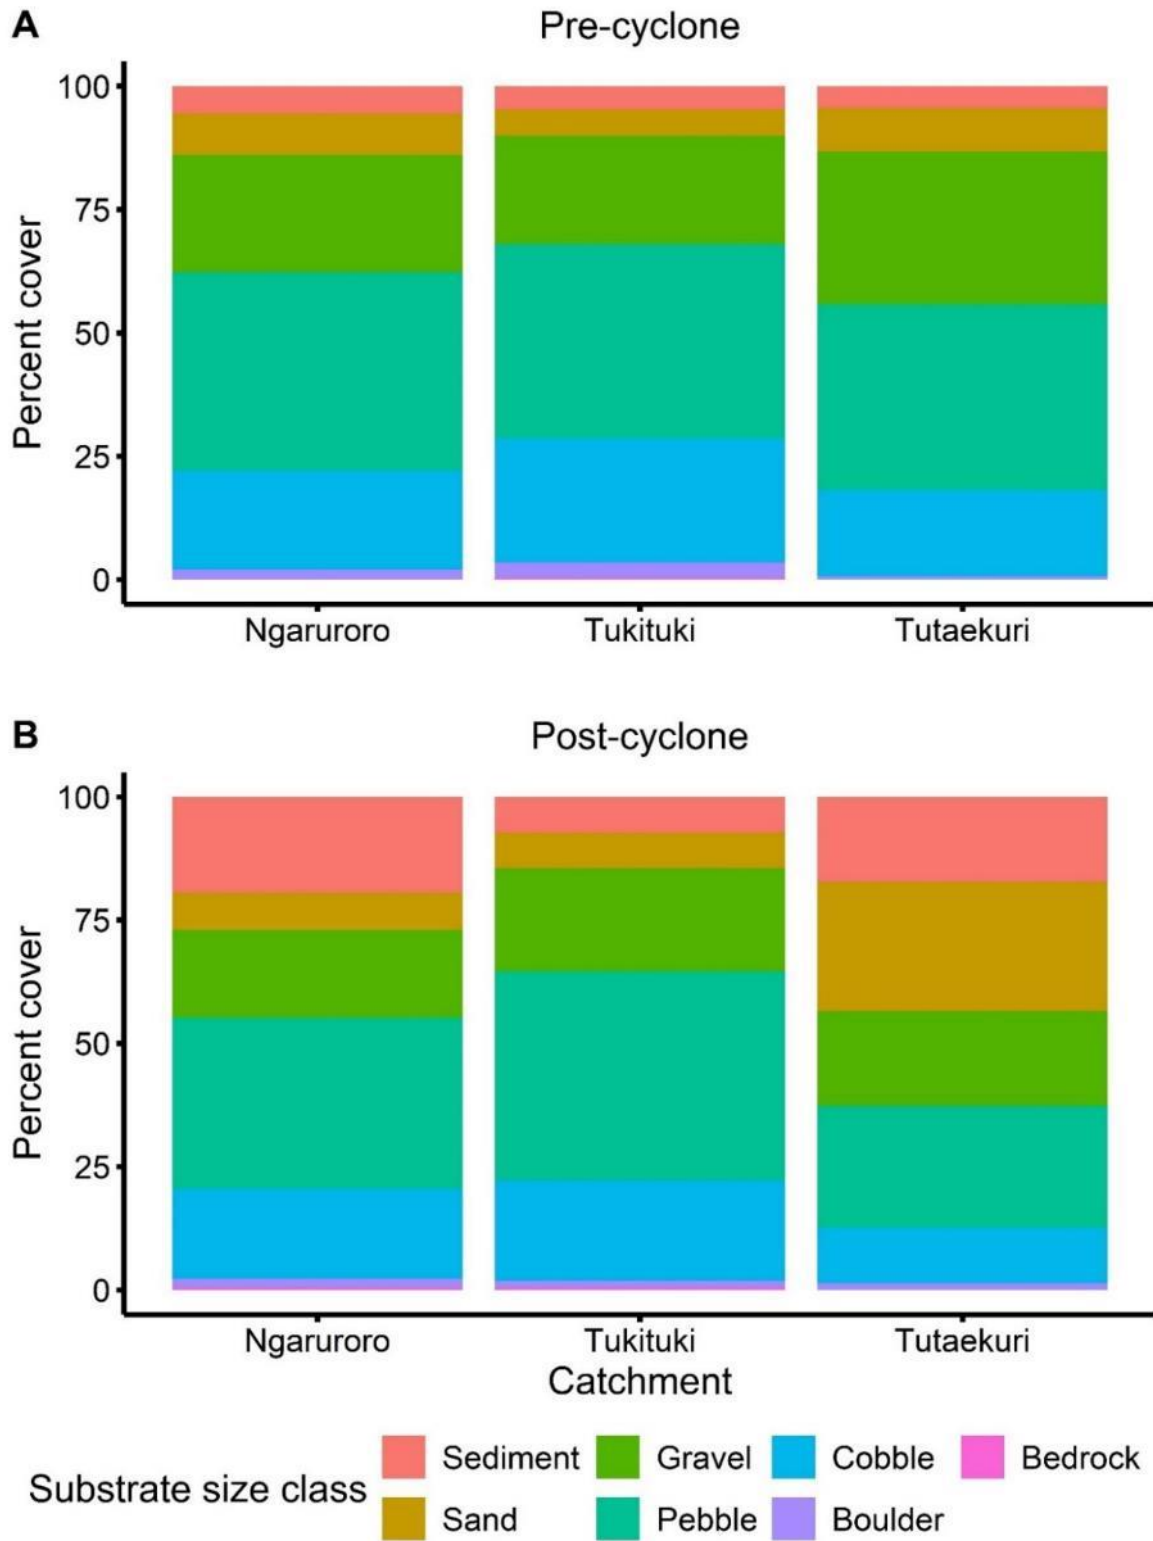 A
Pre-cyclone
100
75
50
25
0
Percent cover
Ngaruroro Tukituki Tutaekuri
B
Post-cyclone
100
75
50
25
0
Percent cover
Ngaruroro Tukituki Tutaekuri
Catchment
Substrate size class
Sediment Gravel Cobble Bedrock
Sand Pebble Boulder